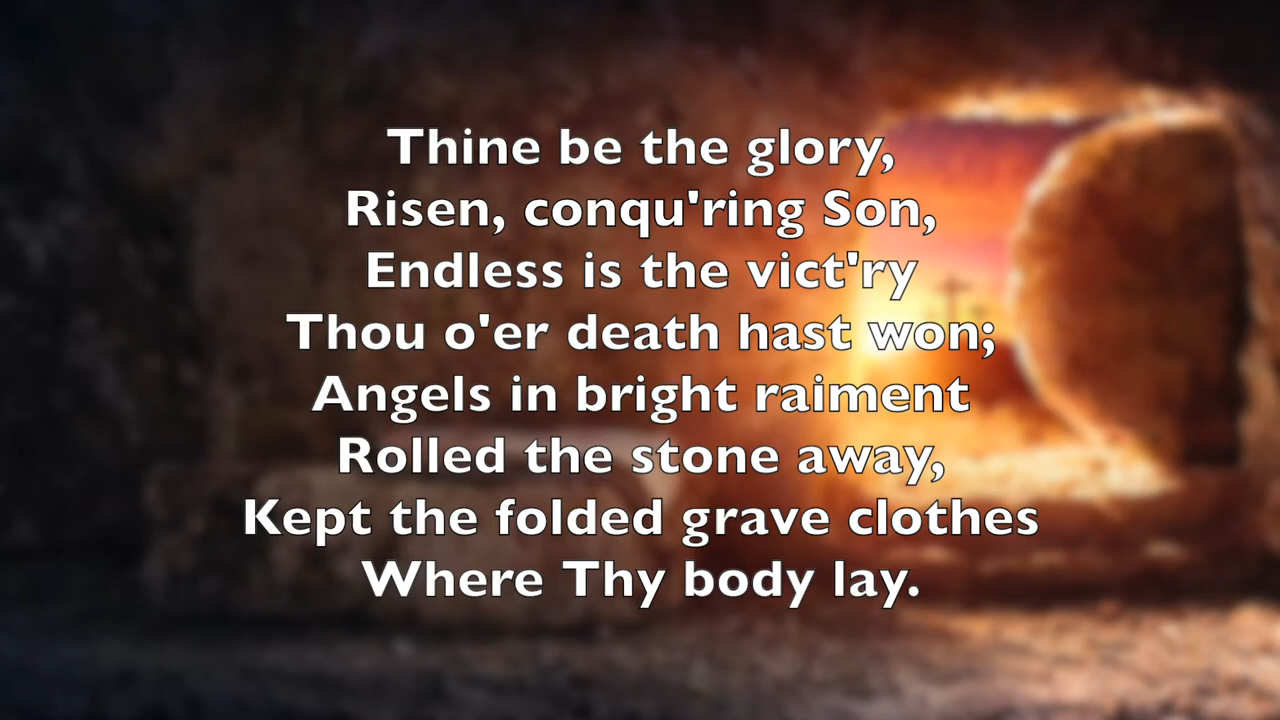 Thine be the glory,
Risen, conqu'ring Son,
Endless is the vict'ry
Thou o'er death hast won;
Angels in bright raiment
Rolled the stone away,
Kept the folded grave clothes
Where Thy body lay.